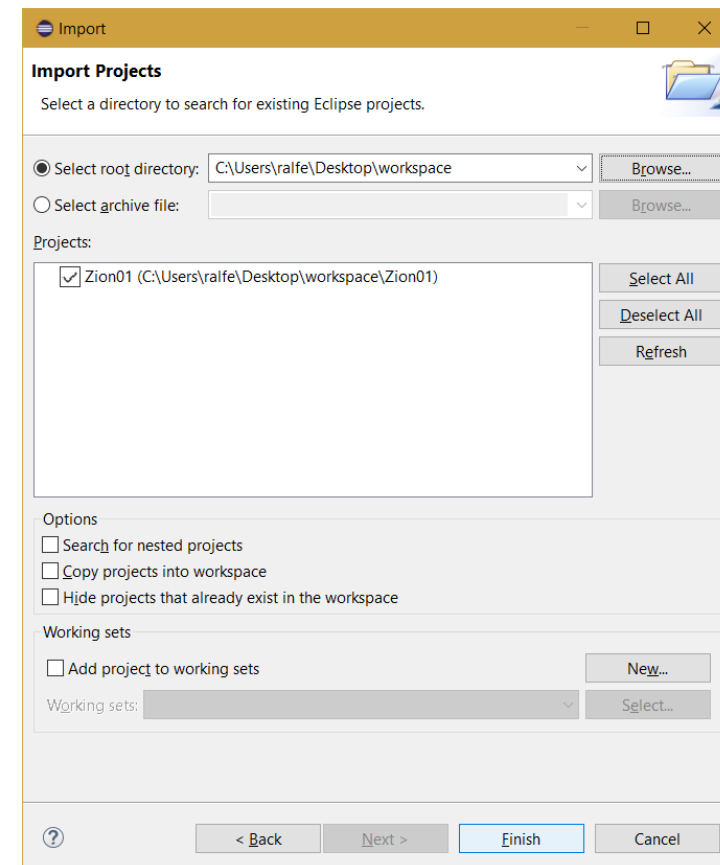 Import
Import Projects
Select a directory to search for existing Eclipse projects.
Select root directory: C:\Users\ralfe\Desktop\workspace Browse...
Select archive file: Browse...
Projects:
Zion01 (C:\Users\ralfe\Desktop\workspace\Zion01) Select All
Deselect All
Refresh
Options
Search for nested projects
Copy projects into workspace
Hide projects that already exist in the workspace
Working sets
Add project to working sets New...
Working sets: Select...
? < Back Next > Finish Cancel